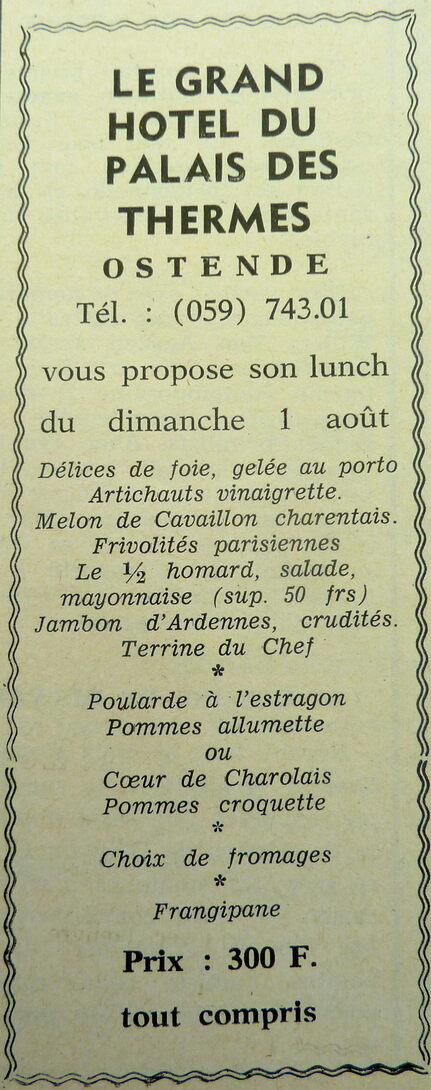 LE GRAND
HOTEL DU
PALAIS DES
THERMES
OSTENDE
Tél. : (059) 743.01
vous propose son lunch
du dimanche 1 août
Délices de foie, gelée au porto
Artichauts vinaigrette.
Melon de Cavaillon charentais.
Frivolités parisiennes
Le ½ homard, salade,
mayonnaise (sup. 50 frs)
Jambon d'Ardennes, crudités.
Terrine du Chef
*
Poularde à l'estragon
Pommes allumette
ou
Cœur de Charolais
Pommes croquette
*
Choix de fromages
*
Frangipane
Prix : 300 F.
tout compris